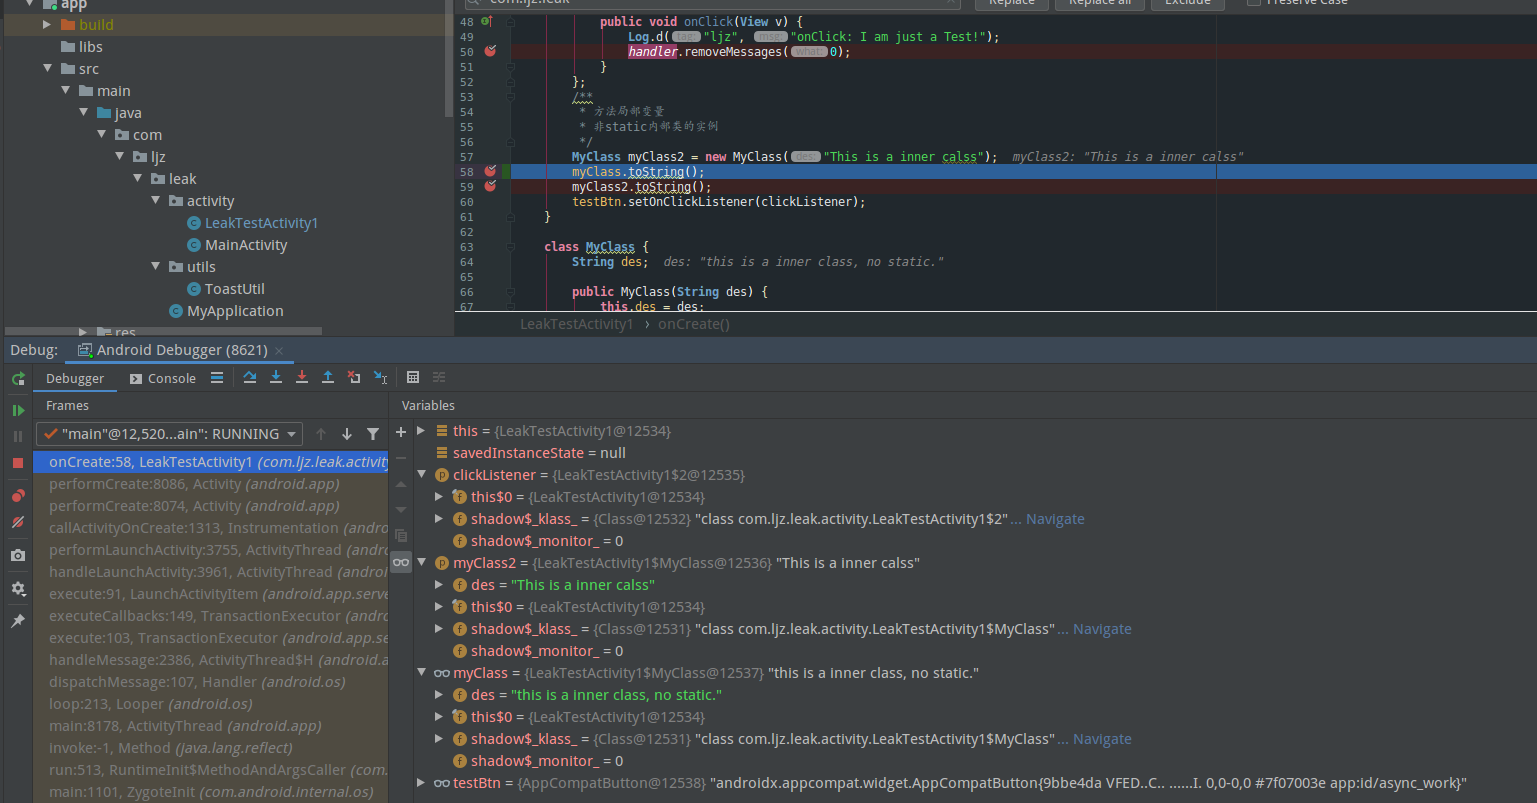 app
com.ljz.leak
Replace
Replace all
Exclude
Preserve Case
build
libs
src
main
java
com
ljz
leak
activity
LeakTestActivity1
MainActivity
utils
ToastUtil
MyApplication
res
48 public void onClick(View v) {
49 Log.d( tag: "ljz", msg: "onClick: I am just a Test!");
50 handler.removeMessages( what: 0);
51 }
52 };
53 /**
54 * 方法局部变量
55 * 非static内部类的实例
56 */
57 MyClass myClass2 = new MyClass( des: "This is a inner calss"); myClass2: "This is a inner calss"
58 myClass.toString();
59 myClass2.toString();
60 testBtn.setOnClickListener(clickListener);
61 }
62
63 class MyClass {
64 String des; des: "this is a inner class, no static."
65
66 public MyClass(String des) {
67 this.des = des;
LeakTestActivity1 › onCreate()
Debug: Android Debugger (8621) ×
Debugger Console
Frames
"main"@12,520...ain": RUNNING
onCreate:58, LeakTestActivity1 (com.ljz.leak.activity
performCreate:8086, Activity (android.app)
performCreate:8074, Activity (android.app)
callActivityOnCreate:1313, Instrumentation (andro
performLaunchActivity:3755, ActivityThread (androi
handleLaunchActivity:3961, ActivityThread (androi
execute:91, LaunchActivityItem (android.app.serve
executeCallbacks:149, TransactionExecutor (androi
execute:103, TransactionExecutor (android.app.se
handleMessage:2386, ActivityThread$H (android.a
dispatchMessage:107, Handler (android.os)
loop:213, Looper (android.os)
main:8178, ActivityThread (android.app)
invoke:-1, Method (java.lang.reflect)
run:513, RuntimeInit$MethodAndArgsCaller (com.
main:1101, ZygoteInit (com.android.internal.os)
Variables
this = {LeakTestActivity1@12534}
savedInstanceState = null
clickListener = {LeakTestActivity1$2@12535}
this$0 = {LeakTestActivity1@12534}
shadow$_klass_ = {Class@12532} "class com.ljz.leak.activity.LeakTestActivity1$2"... Navigate
shadow$_monitor_ = 0
myClass2 = {LeakTestActivity1$MyClass@12536} "This is a inner calss"
des = "This is a inner calss"
this$0 = {LeakTestActivity1@12534}
shadow$_klass_ = {Class@12531} "class com.ljz.leak.activity.LeakTestActivity1$MyClass"... Navigate
shadow$_monitor_ = 0
myClass = {LeakTestActivity1$MyClass@12537} "this is a inner class, no static."
des = "this is a inner class, no static."
this$0 = {LeakTestActivity1@12534}
shadow$_klass_ = {Class@12531} "class com.ljz.leak.activity.LeakTestActivity1$MyClass"... Navigate
shadow$_monitor_ = 0
testBtn = {AppCompatButton@12538} "androidx.appcompat.widget.AppCompatButton{9bbe4da VFED..C.. ......I. 0,0-0,0 #7f07003e app:id/async_work}"